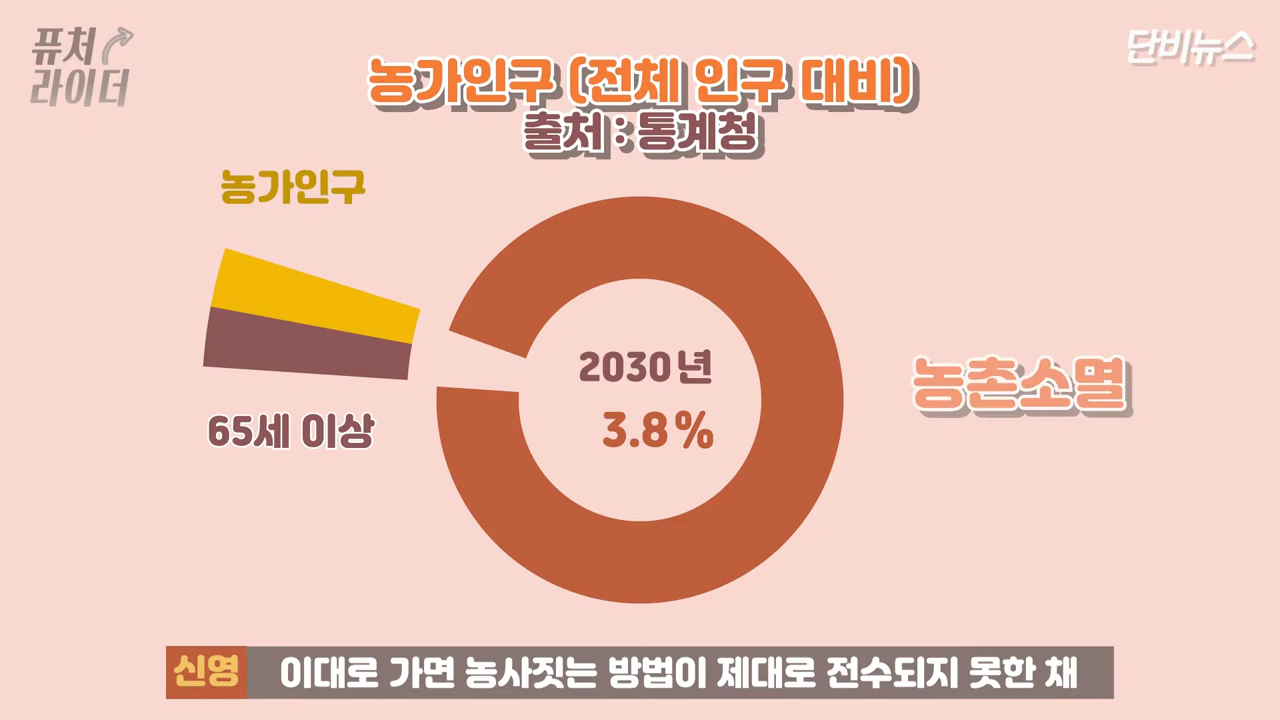 퓨처
라이더
단비뉴스
농가인구 (전체 인구 대비)
출처 : 통계청
농가인구
2030년
3.8%
농촌소멸
65세 이상
신영 이대로 가면 농사짓는 방법이 제대로 전수되지 못한 채